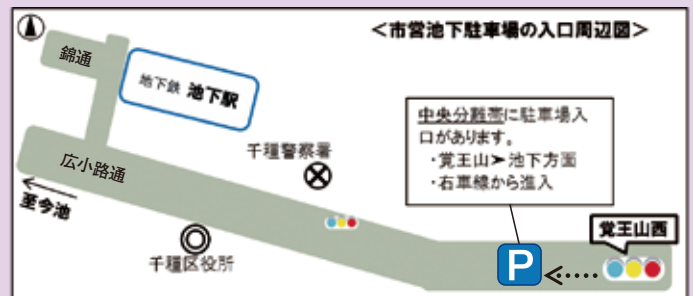 <市営池下駐車場の入口周辺図>
錦通
地下鉄 池下駅
中央分離帯に駐車場入
口があります。
・覚王山➤池下方面
・右車線から進入
千種警察署
広小路通
至今池
千種区役所
覚王山西
P